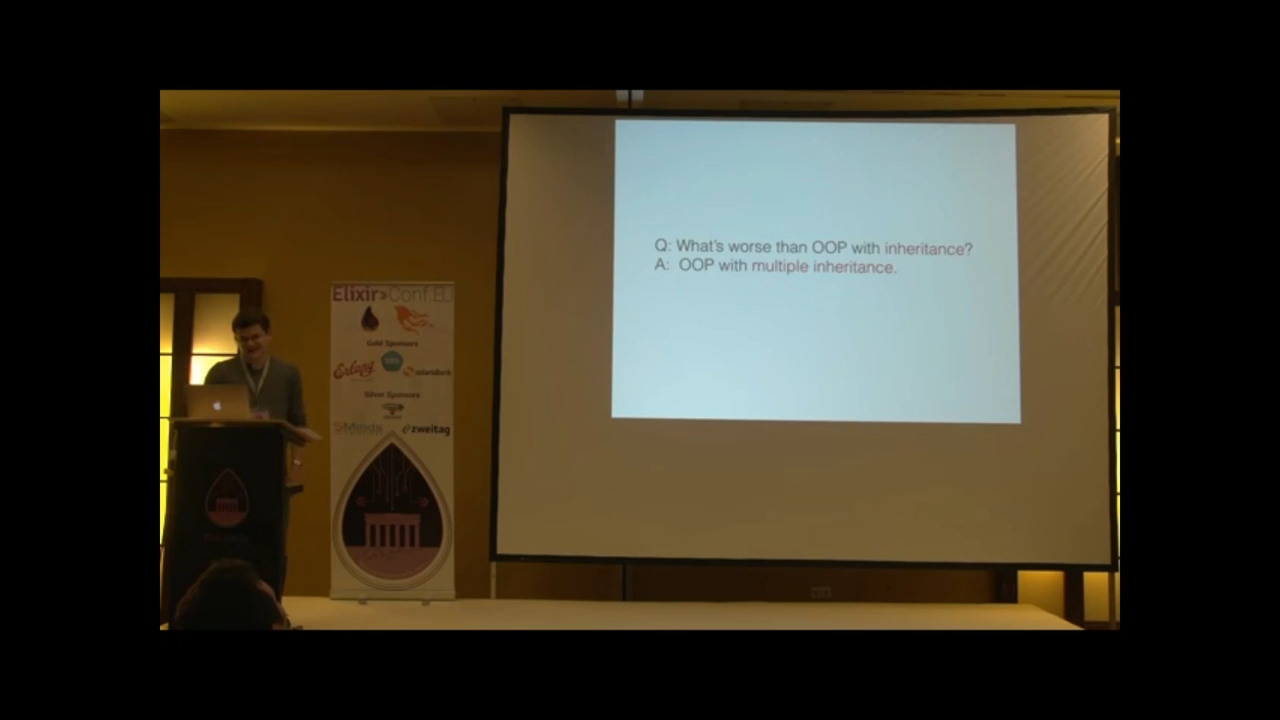 Q: What's worse than OOP with inheritance?
A: OOP with multiple inheritance.
Elixir»Conf.EU
Gold Sponsors
Erlang
Silver Sponsors
zweitag